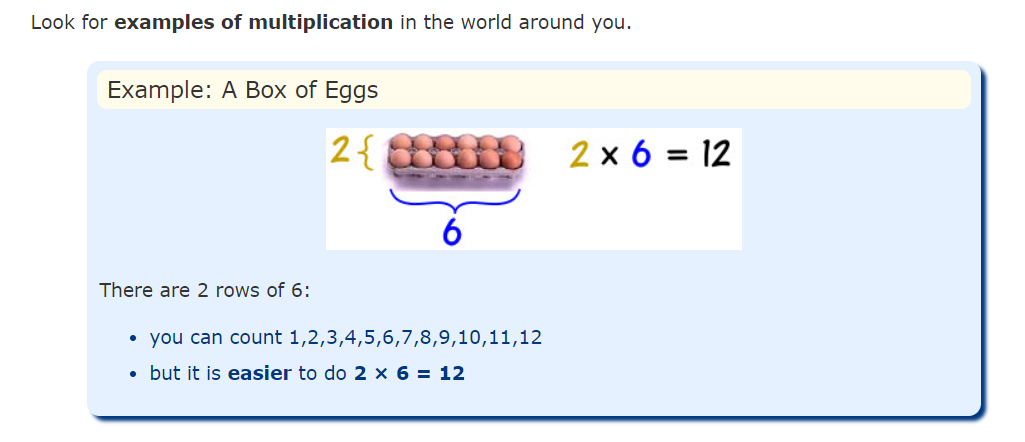 Look for examples of multiplication in the world around you.
Example: A Box of Eggs
2 { 2 × 6 = 12
6
There are 2 rows of 6:
• you can count 1,2,3,4,5,6,7,8,9,10,11,12
• but it is easier to do 2 × 6 = 12